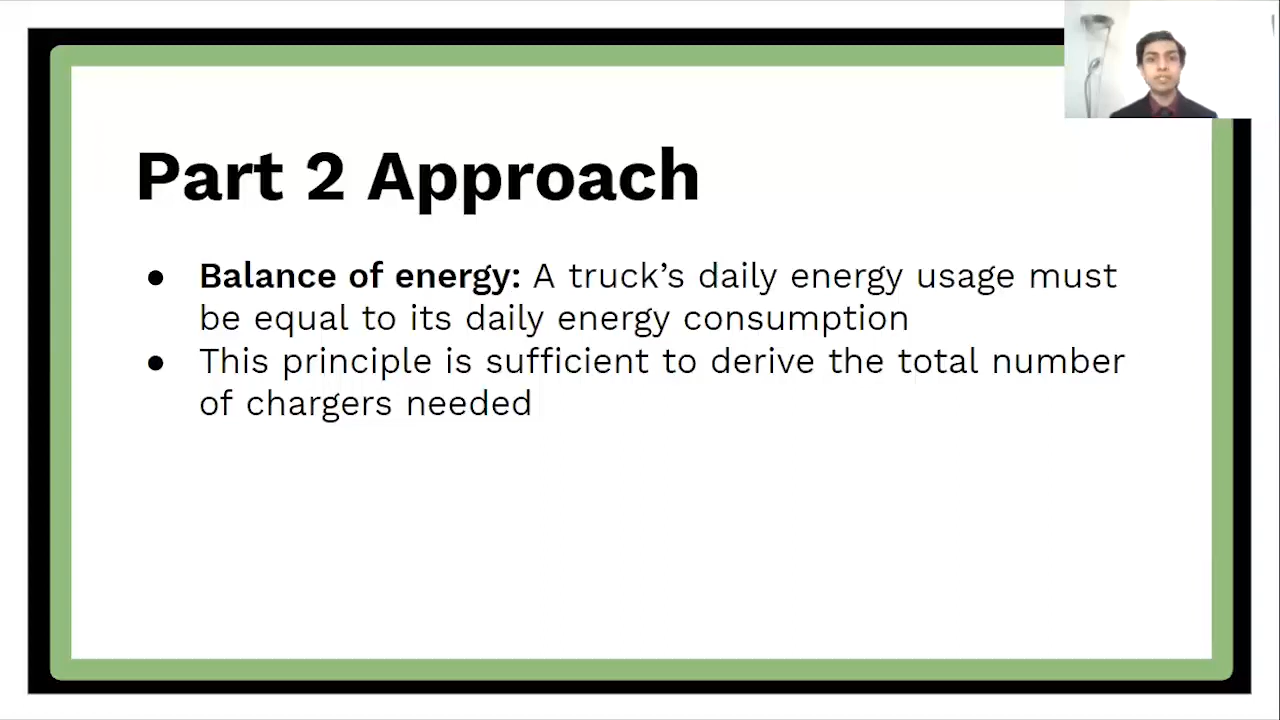 Part 2 Approach
● Balance of energy: A truck’s daily energy usage must
be equal to its daily energy consumption
● This principle is sufficient to derive the total number
of chargers needed